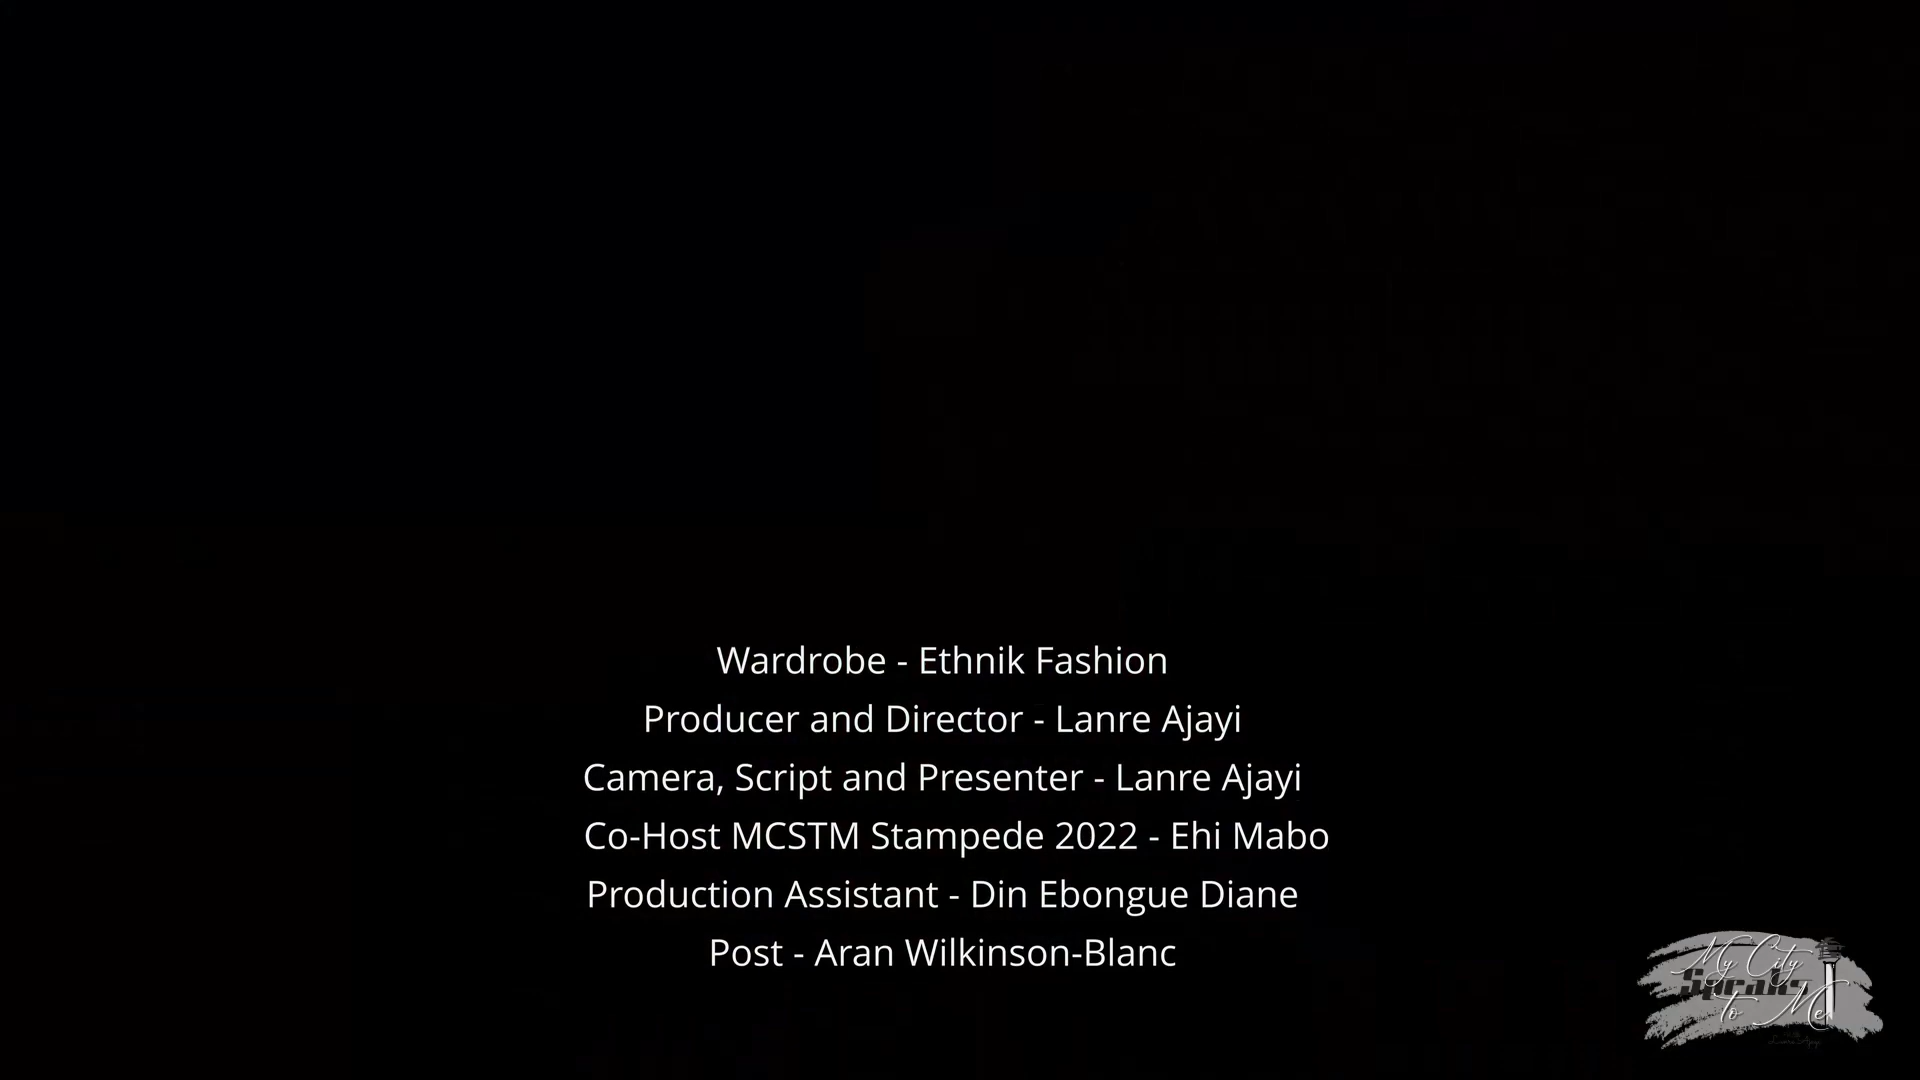 Wardrobe - Ethnik Fashion
Producer and Director - Lanre Ajayi
Camera, Script and Presenter - Lanre Ajayi
Co-Host MCSTM Stampede 2022 - Ehi Mabo
Production Assistant - Din Ebongue Diane
Post - Aran Wilkinson-Blanc
My City
Speaks
to Me